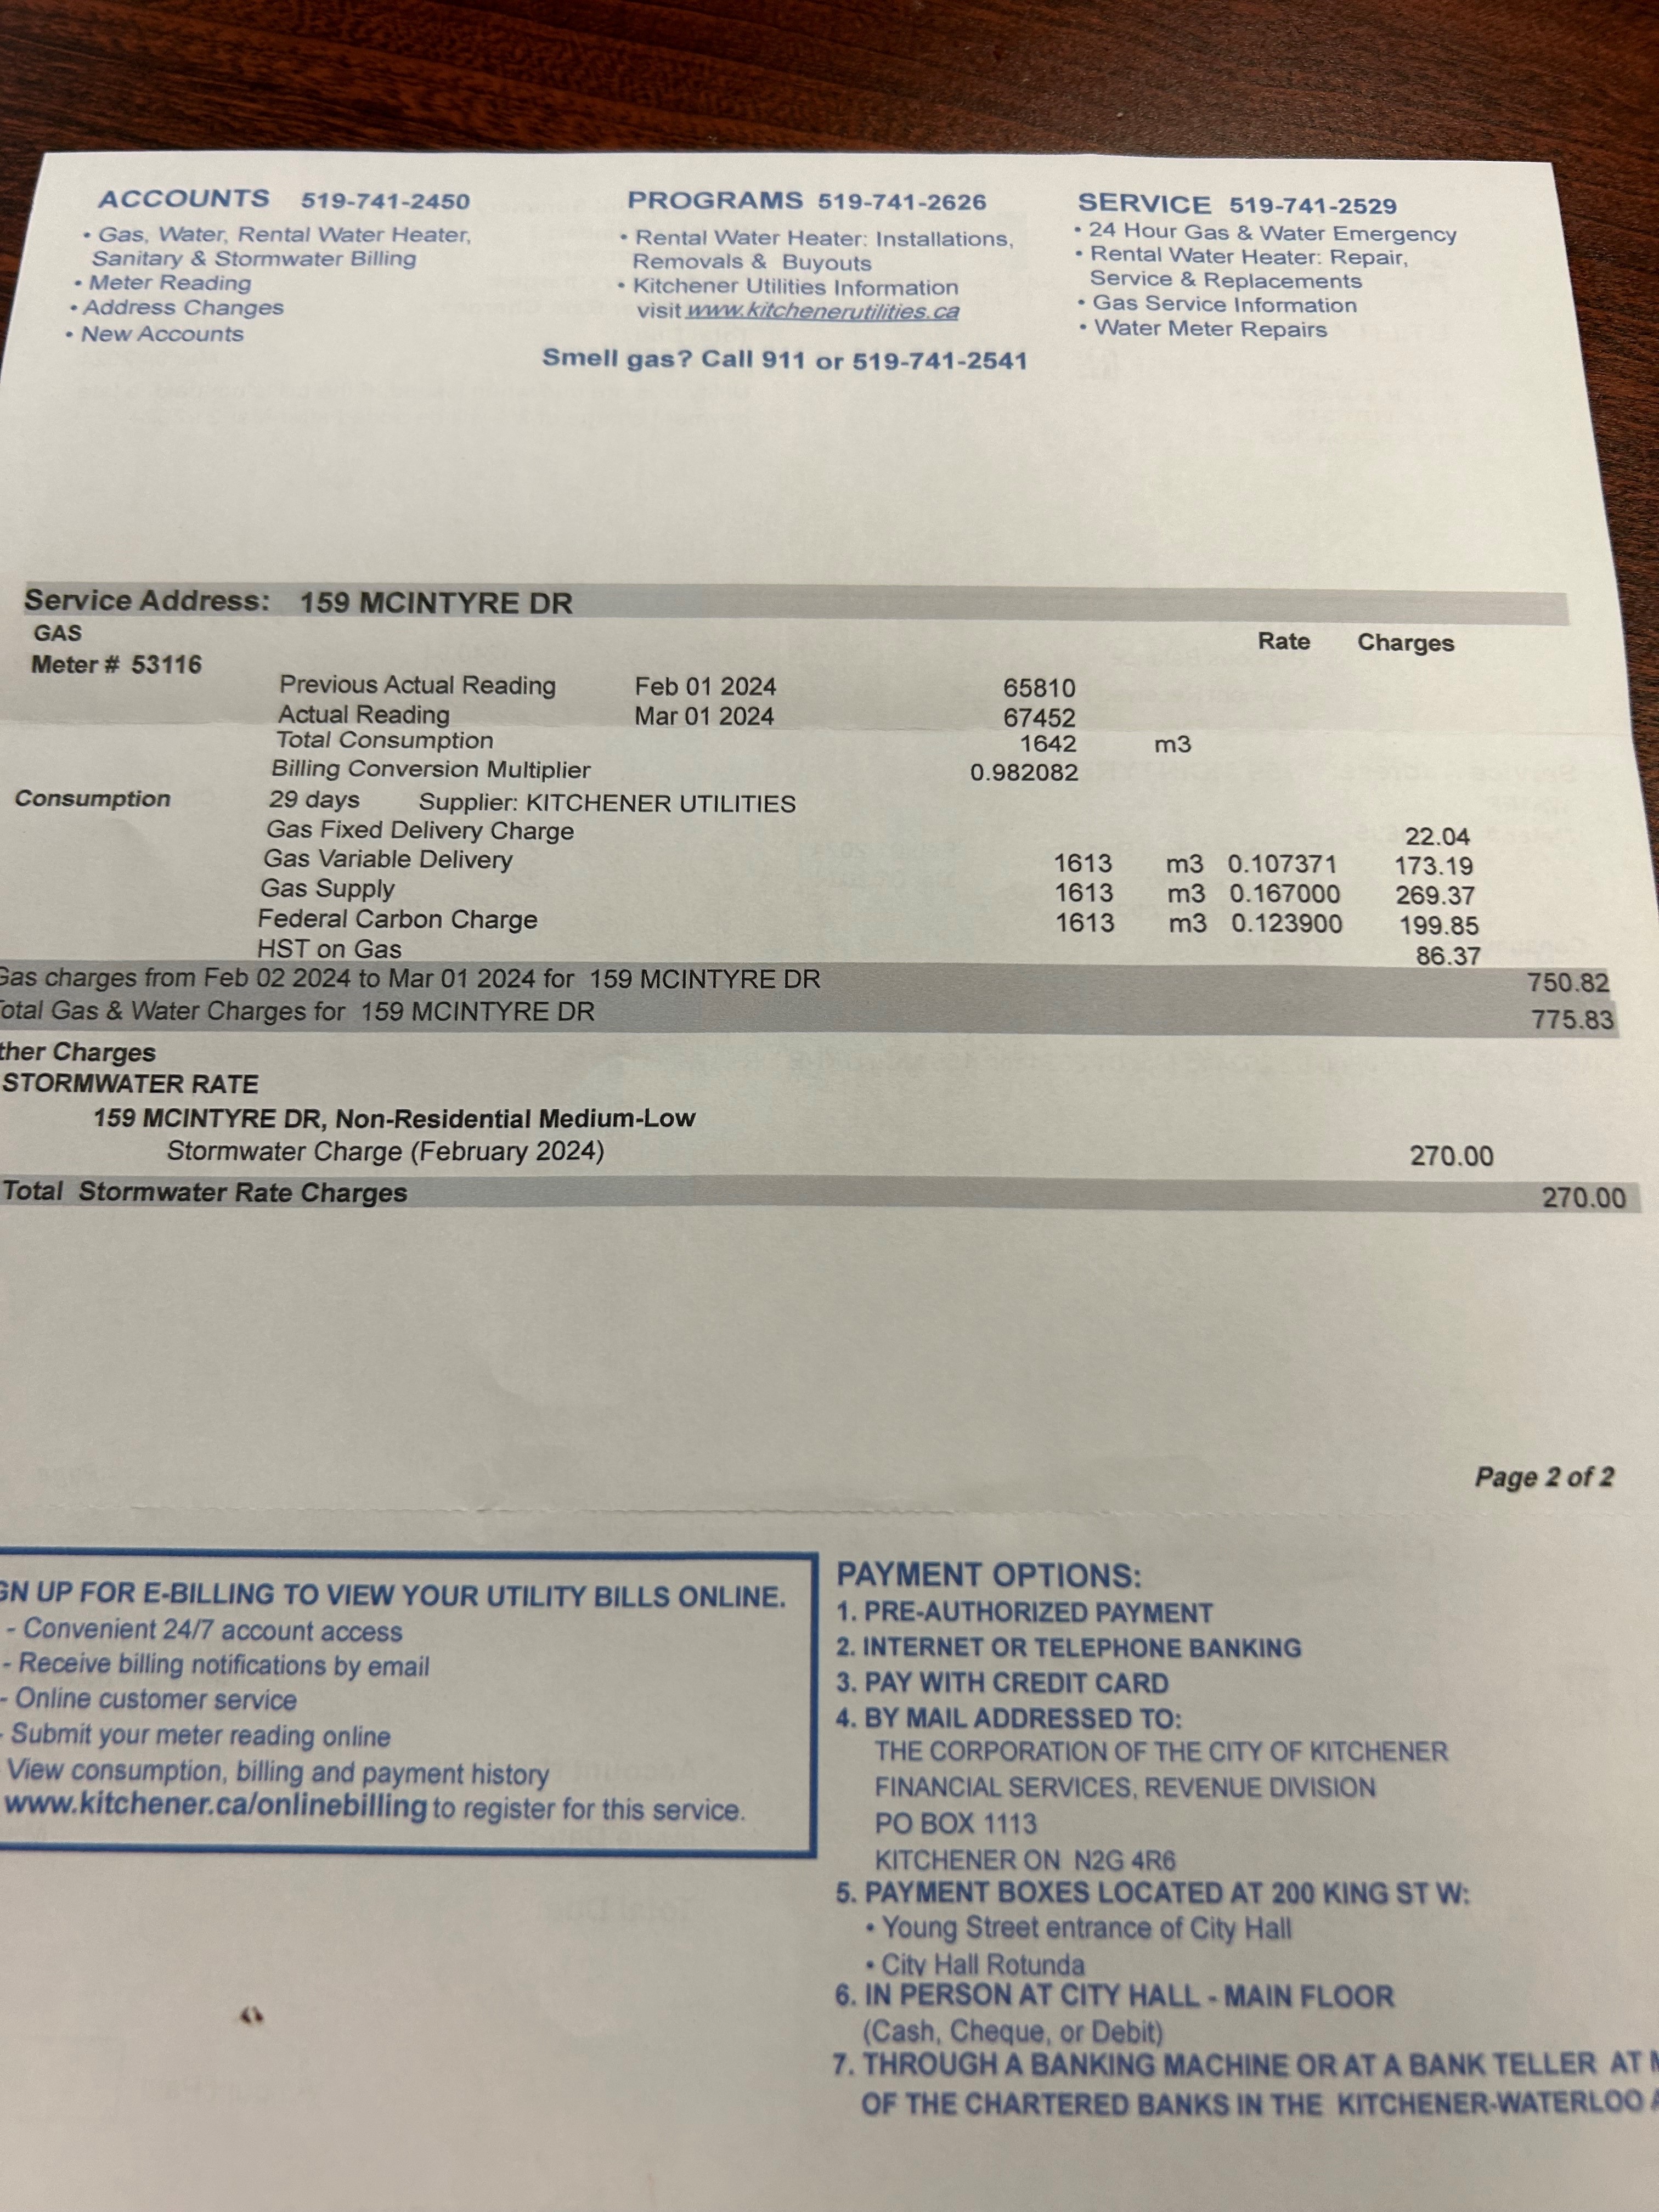 ACCOUNTS 519-741-2450
• Gas, Water, Rental Water Heater,
Sanitary & Stormwater Billing
• Meter Reading
• Address Changes
• New Accounts
PROGRAMS 519-741-2626
• Rental Water Heater: Installations,
Removals & Buyouts
• Kitchener Utilities Information
visit www.kitchenerutilities.ca
SERVICE 519-741-2529
• 24 Hour Gas & Water Emergency
• Rental Water Heater: Repair,
Service & Replacements
• Gas Service Information
• Water Meter Repairs
Smell gas? Call 911 or 519-741-2541
Service Address: 159 MCINTYRE DR
GAS Rate Charges
Meter # 53116
Previous Actual Reading Feb 01 2024 65810
Actual Reading Mar 01 2024 67452
Total Consumption 1642 m3
Billing Conversion Multiplier 0.982082
Consumption 29 days Supplier: KITCHENER UTILITIES
Gas Fixed Delivery Charge 22.04
Gas Variable Delivery 1613 m3 0.107371 173.19
Gas Supply 1613 m3 0.167000 269.37
Federal Carbon Charge 1613 m3 0.123900 199.85
HST on Gas 86.37
Gas charges from Feb 02 2024 to Mar 01 2024 for 159 MCINTYRE DR 750.82
otal Gas & Water Charges for 159 MCINTYRE DR 775.83
ther Charges
STORMWATER RATE
159 MCINTYRE DR, Non-Residential Medium-Low
Stormwater Charge (February 2024) 270.00
Total Stormwater Rate Charges 270.00
Page 2 of 2
GN UP FOR E-BILLING TO VIEW YOUR UTILITY BILLS ONLINE.
- Convenient 24/7 account access
- Receive billing notifications by email
- Online customer service
- Submit your meter reading online
View consumption, billing and payment history
www.kitchener.ca/onlinebilling to register for this service.
PAYMENT OPTIONS:
1. PRE-AUTHORIZED PAYMENT
2. INTERNET OR TELEPHONE BANKING
3. PAY WITH CREDIT CARD
4. BY MAIL ADDRESSED TO:
THE CORPORATION OF THE CITY OF KITCHENER
FINANCIAL SERVICES, REVENUE DIVISION
PO BOX 1113
KITCHENER ON N2G 4R6
5. PAYMENT BOXES LOCATED AT 200 KING ST W:
• Young Street entrance of City Hall
• City Hall Rotunda
6. IN PERSON AT CITY HALL - MAIN FLOOR
(Cash, Cheque, or Debit)
7. THROUGH A BANKING MACHINE OR AT A BANK TELLER AT
OF THE CHARTERED BANKS IN THE KITCHENER-WATERLOO